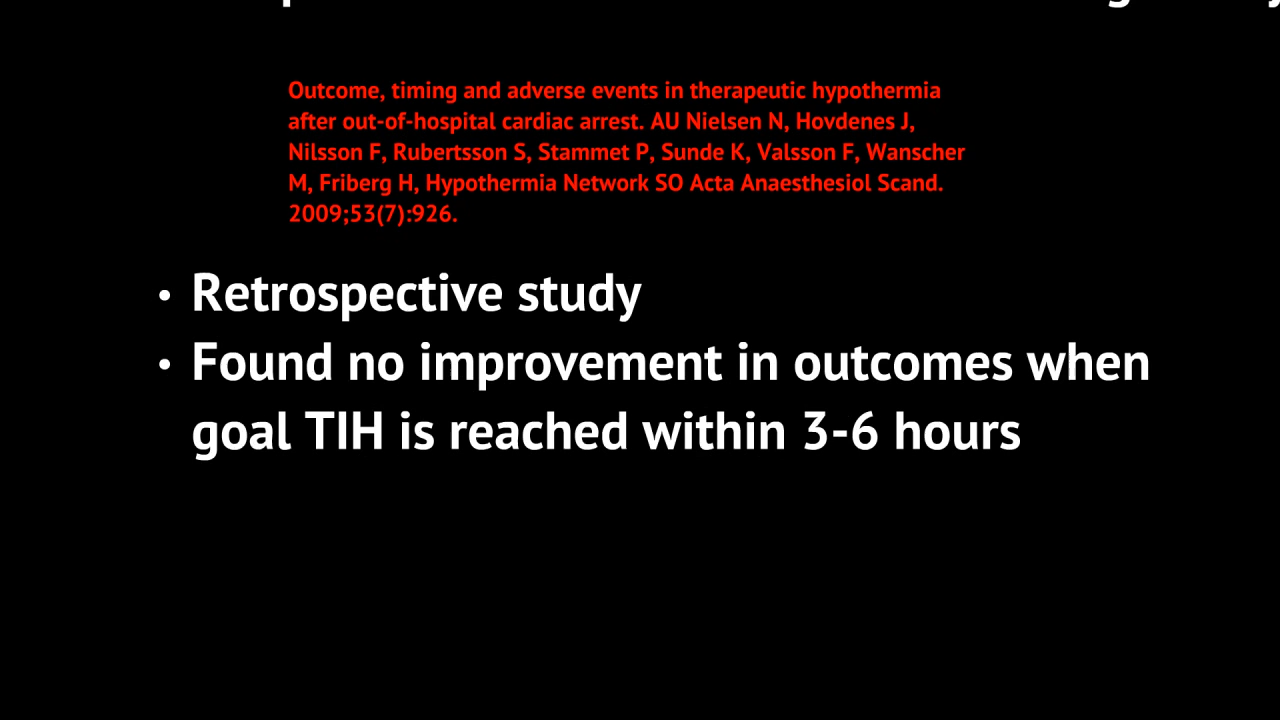 Outcome, timing and adverse events in therapeutic hypothermia
after out-of-hospital cardiac arrest. AU Nielsen N, Hovdenes J,
Nilsson F, Rubertsson S, Stammet P, Sunde K, Valsson F, Wanscher
M, Friberg H, Hypothermia Network SO Acta Anaesthesiol Scand.
2009;53(7):926.
• Retrospective study
• Found no improvement in outcomes when
goal TIH is reached within 3-6 hours